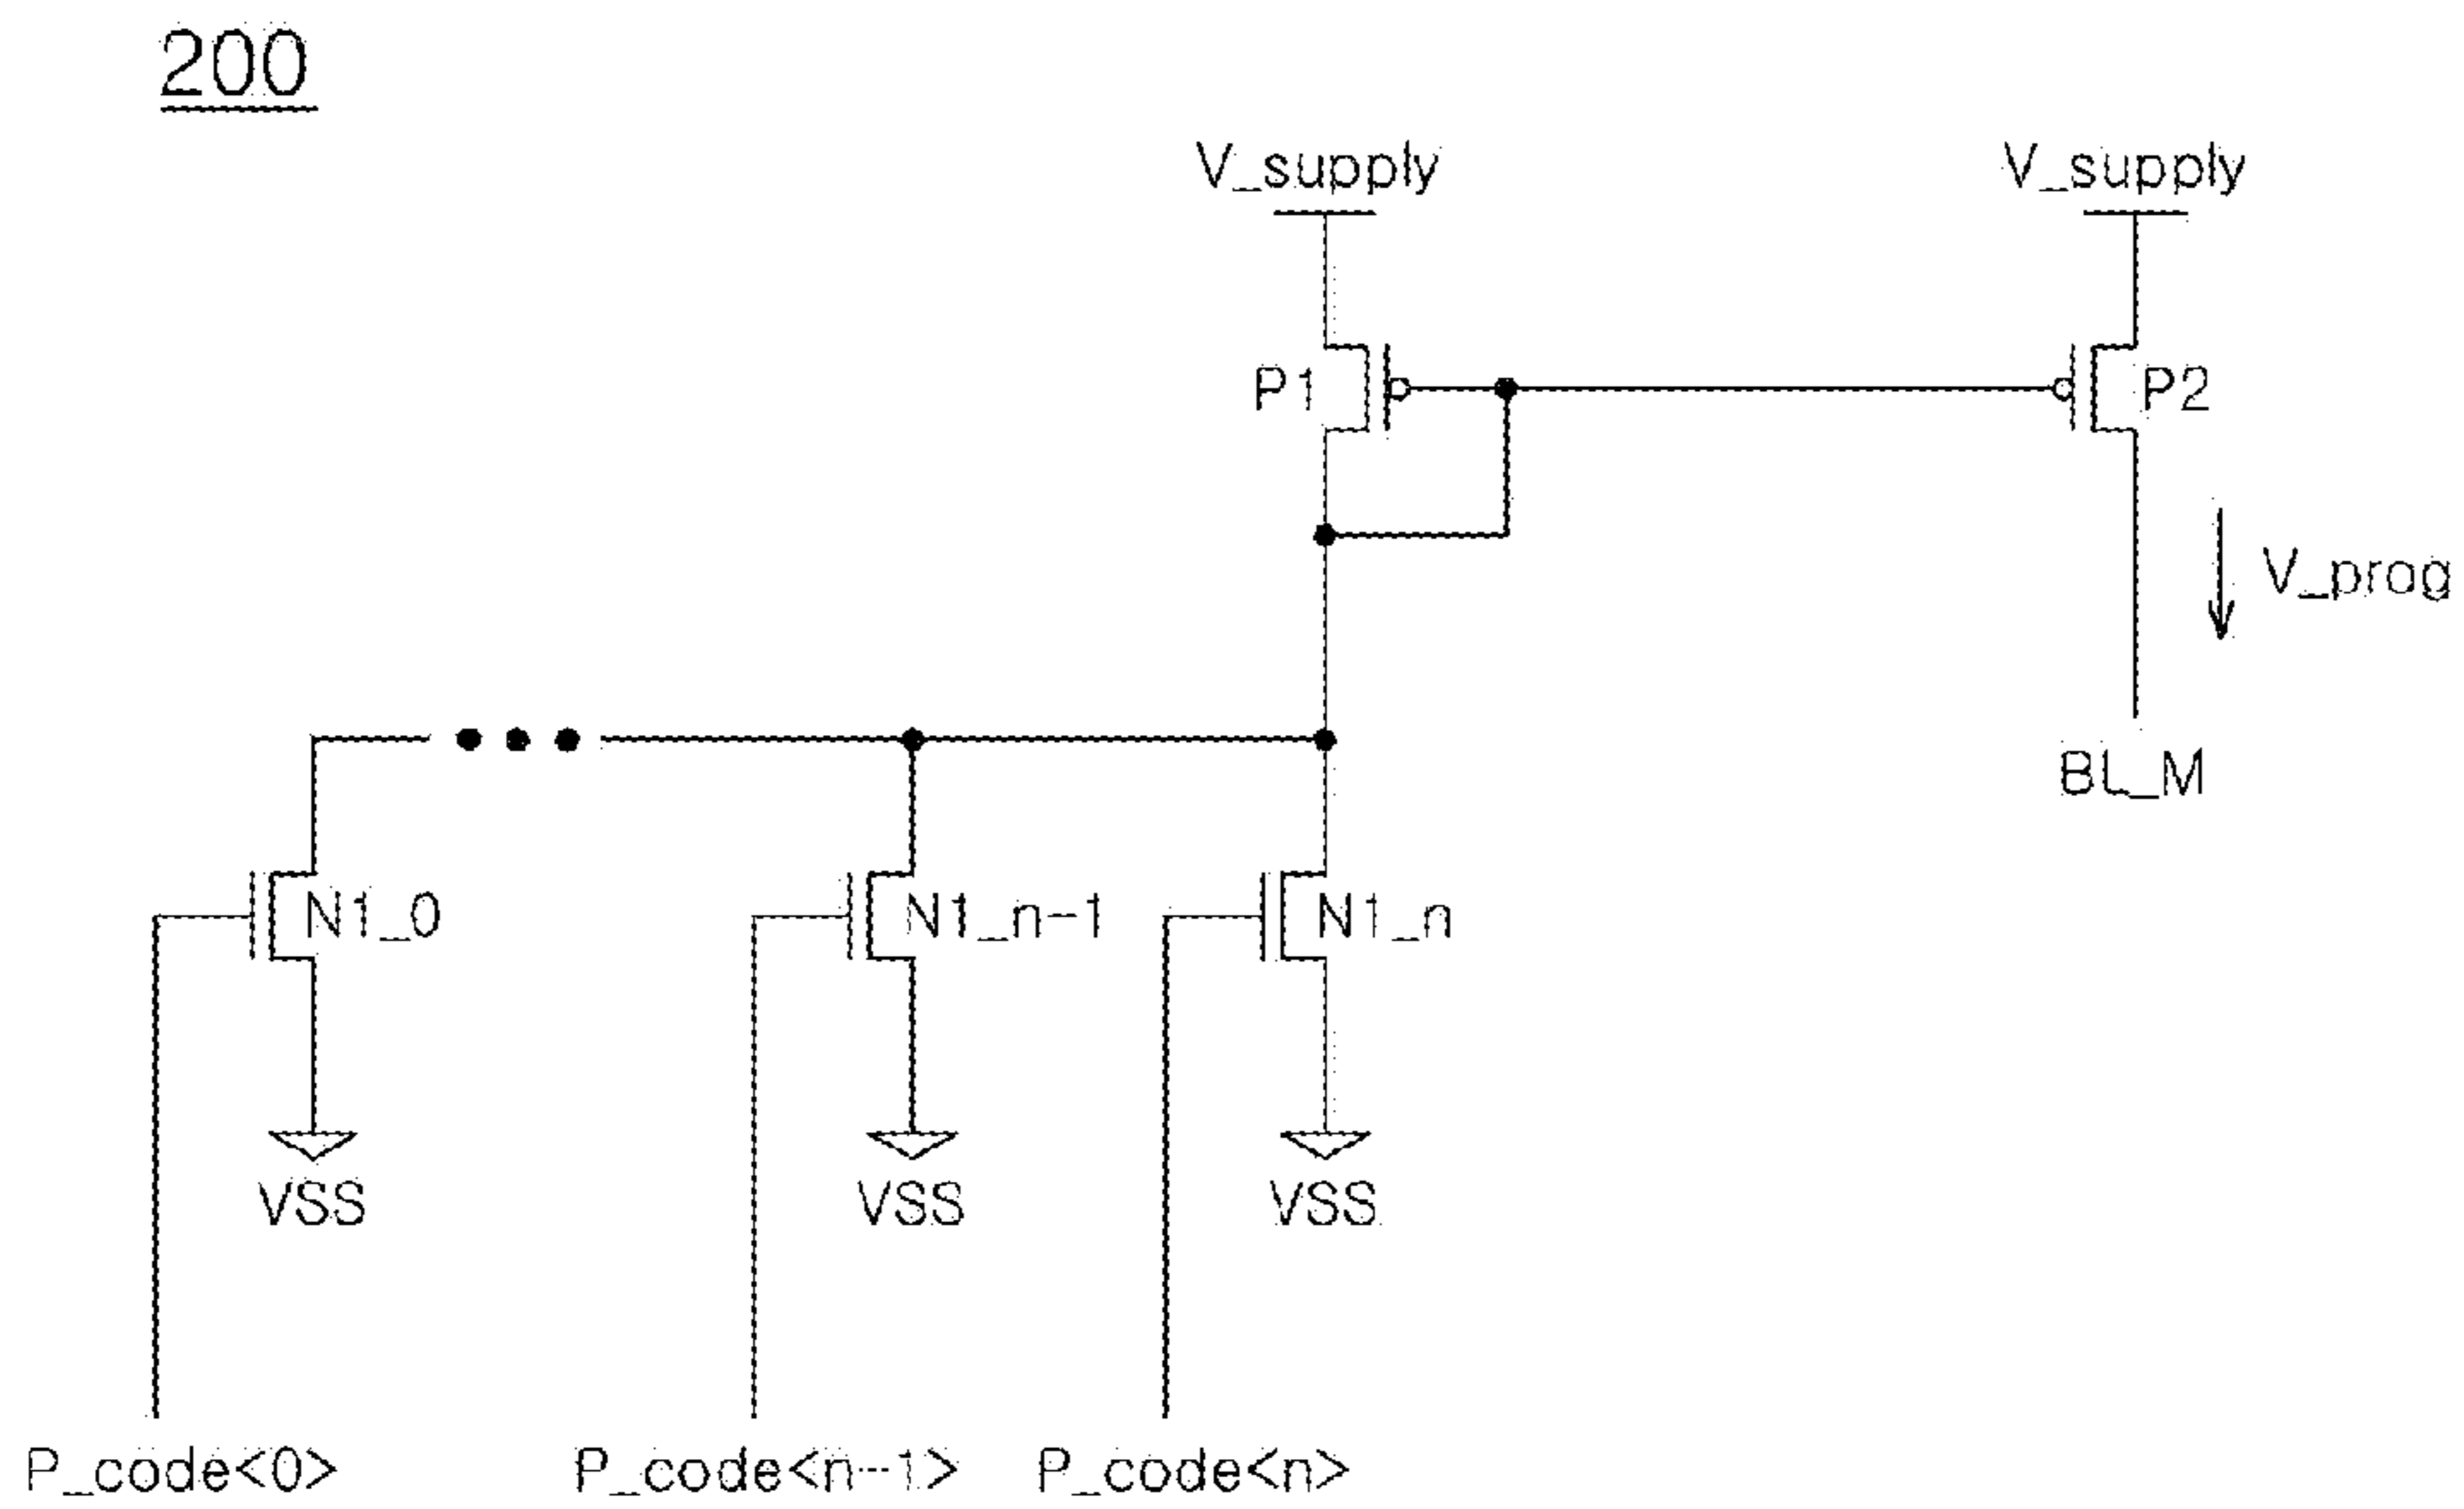 200
V_supply
V_supply
P1
P2
V_prog
BL_M
N1_0
N1_n-1
N1_n
VSS
VSS
VSS
P_code<0>
P_code<n-1>
P_code<n>